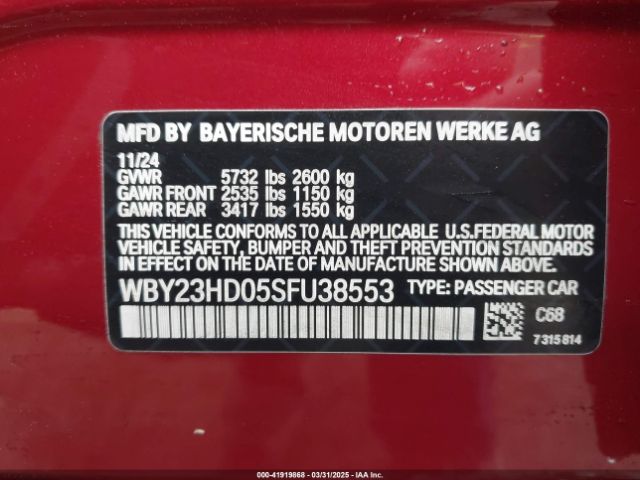 MFD BY BAYERISCHE MOTOREN WERKE AG
11/24
GVWR 5732 lbs 2600 kg
GAWR FRONT 2535 lbs 1150 kg
GAWR REAR 3417 lbs 1550 kg
THIS VEHICLE CONFORMS TO ALL APPLICABLE U.S.FEDERAL MOTOR
VEHICLE SAFETY, BUMPER AND THEFT PREVENTION STANDARDS
IN EFFECT ON THE DATE OF MANUFACTURE SHOWN ABOVE.
WBY23HD05SFU38553 TYPE: PASSENGER CAR
C68
7 315 814
000-41919868 - 03/31/2025 - IAA Inc.